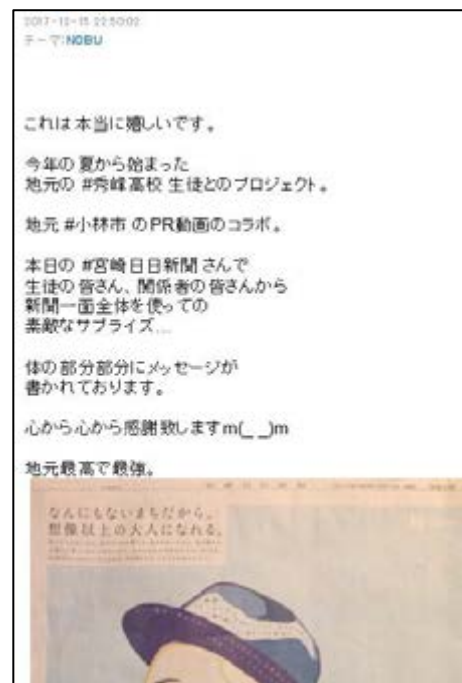 2017-12-15 22:50:02
テーマ:NOBU
これは本当に嬉しいです。
今年の夏から始まった
地元の #秀峰高校 生徒とのプロジェクト。
地元 #小林市 のPR動画のコラボ。
本日の #宮崎日日新聞 さんで
生徒の皆さん、関係者の皆さんから
新聞一面全体を使っての
素敵なサプライズ...
体の部分部分にメッセージが
書かれております。
心から心から感謝致しますm(_ _)m
地元最高で最強。
なんにもないまちだから。
想像以上の大人になれる。